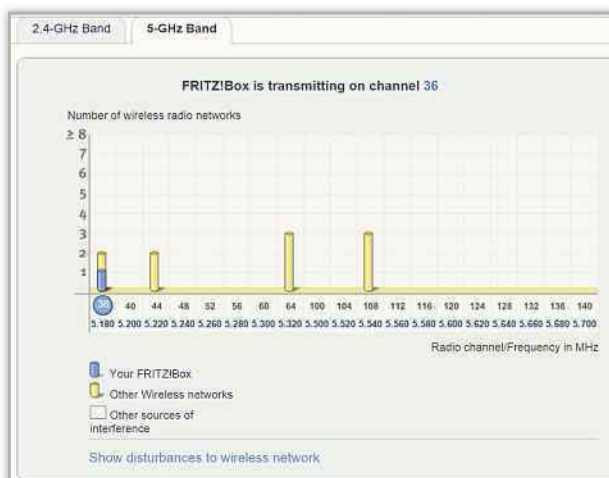 2.4-GHz Band 5-GHz Band
FRITZ!Box is transmitting on channel 36
Number of wireless radio networks
≥ 8
7
6
5
4
3
2
1
36 40 44 48 52 56 60 64 100 104 108 112 116 120 124 128 132 136 140
5.180 5.200 5.220 5.240 5.260 5.280 5.300 5.320 5.500 5.520 5.540 5.560 5.580 5.600 5.620 5.640 5.660 5.680 5.700
Radio channel/Frequency in MHz
Your FRITZ!Box
Other Wireless networks
Other sources of
interference
Show disturbances to wireless network